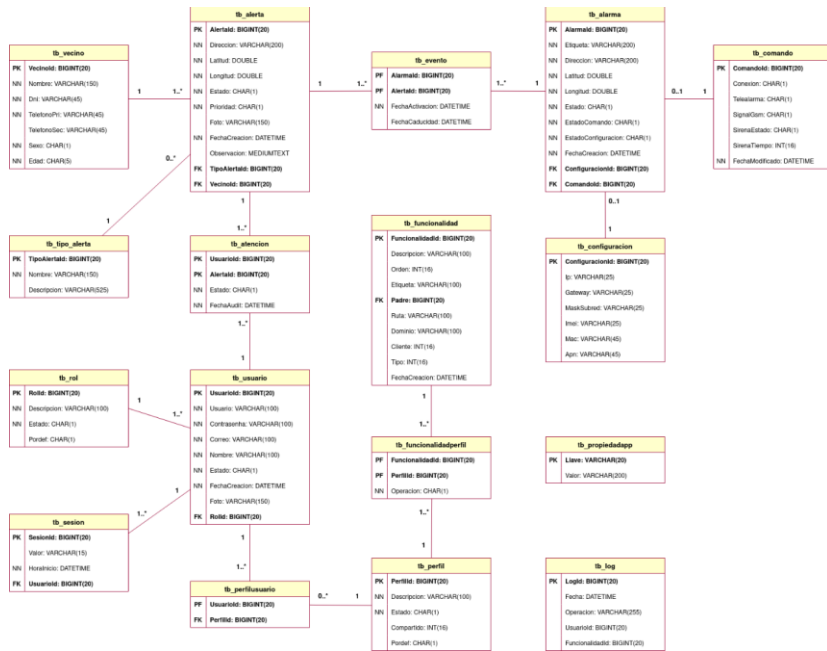 tb_alerta
PK AlertaId: BIGINT(20)
NN Direccion: VARCHAR(200)
NN Latitud: DOUBLE
NN Longitud: DOUBLE
NN Estado: CHAR(1)
NN Prioridad: CHAR(1)
Foto: VARCHAR(150)
NN FechaCreacion: DATETIME
Observacion: MEDIUMTEXT
FK TipoAlertaId: BIGINT(20)
FK VecinoId: BIGINT(20)
tb_alarma
PK AlarmaId: BIGINT(20)
NN Etiqueta: VARCHAR(200)
NN Direccion: VARCHAR(200)
NN Latitud: DOUBLE
NN Longitud: DOUBLE
NN Estado: CHAR(1)
NN EstadoComando: CHAR(1)
NN EstadoConfiguracion: CHAR(1)
NN FechaCreacion: DATETIME
FK ConfiguracionId: BIGINT(20)
FK ComandoId: BIGINT(20)
tb_vecino
PK VecinoId: BIGINT(20)
NN Nombre: VARCHAR(150)
NN Dni: VARCHAR(45)
NN TelefonoPri: VARCHAR(45)
TelefonoSec: VARCHAR(45)
NN Sexo: CHAR(1)
NN Edad: CHAR(5)
tb_evento
PF AlarmaId: BIGINT(20)
PF AlertaId: BIGINT(20)
NN FechaActivacion: DATETIME
FechaCaducidad: DATETIME
tb_comando
PK ComandoId: BIGINT(20)
Conexion: CHAR(1)
Telealarma: CHAR(1)
SignalGsm: CHAR(1)
SirenaEstado: CHAR(1)
SirenaTiempo: INT(16)
NN FechaModificado: DATETIME
1
1..*
1
1..*
1..*
1
0..1
1
0..*
1
1
1..*
0..1
1
tb_tipo_alerta
PK TipoAlertaId: BIGINT(20)
NN Nombre: VARCHAR(150)
Descripcion: VARCHAR(525)
tb_atencion
PK UsuarioId: BIGINT(20)
PK AlertaId: BIGINT(20)
NN Estado: CHAR(1)
FechaAudit: DATETIME
tb_funcionalidad
PK FuncionalidadId: BIGINT(20)
Descripcion: VARCHAR(100)
Orden: INT(16)
Etiqueta: VARCHAR(100)
FK Padre: BIGINT(20)
Ruta: VARCHAR(100)
Dominio: VARCHAR(100)
Cliente: INT(16)
Tipo: INT(16)
FechaCreacion: DATETIME
tb_configuracion
PK ConfiguracionId: BIGINT(20)
Ip: VARCHAR(25)
Gateway: VARCHAR(25)
MaskSubred: VARCHAR(25)
Imei: VARCHAR(25)
Mac: VARCHAR(45)
Apn: VARCHAR(45)
1..*
1
tb_rol
PK RolId: BIGINT(20)
NN Descripcion: VARCHAR(100)
NN Estado: CHAR(1)
Pordef: CHAR(1)
1
1..*
tb_usuario
PK UsuarioId: BIGINT(20)
NN Usuario: VARCHAR(100)
NN Contrasenha: VARCHAR(100)
NN Correo: VARCHAR(100)
NN Nombre: VARCHAR(100)
NN Estado: CHAR(1)
NN FechaCreacion: DATETIME
Foto: VARCHAR(150)
FK RolId: BIGINT(20)
1
1..*
tb_funcionalidadperfil
PF FuncionalidadId: BIGINT(20)
PF PerfilId: BIGINT(20)
NN Operacion: CHAR(1)
tb_propiedadapp
PK Llave: VARCHAR(20)
Valor: VARCHAR(200)
1
1..*
tb_sesion
PK SesionId: BIGINT(20)
Valor: VARCHAR(15)
NN HoraInicio: DATETIME
FK UsuarioId: BIGINT(20)
1..*
1
1
1..*
tb_perfilusuario
PF UsuarioId: BIGINT(20)
FK PerfilId: BIGINT(20)
0..*
1
tb_perfil
PK PerfilId: BIGINT(20)
NN Descripcion: VARCHAR(100)
NN Estado: CHAR(1)
Compartido: INT(16)
Pordef: CHAR(1)
tb_log
PK LogId: BIGINT(20)
Fecha: DATETIME
Operacion: VARCHAR(255)
UsuarioId: BIGINT(20)
FuncionalidadId: BIGINT(20)